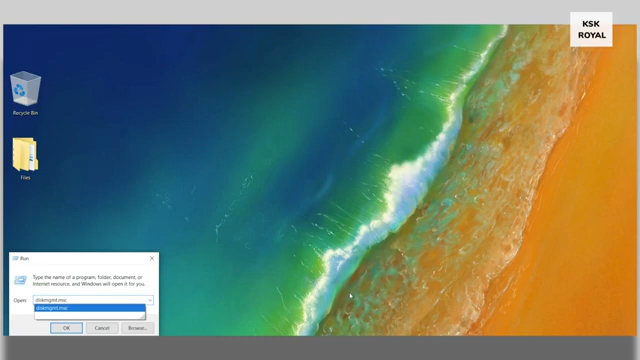 KSK
ROYAL
Recycle Bin
Files
Run
Type the name of a program, folder, document, or
Internet resource, and Windows will open it for you.
Open: diskmgmt.msc
diskmgmt.msc
OK Cancel Browse...